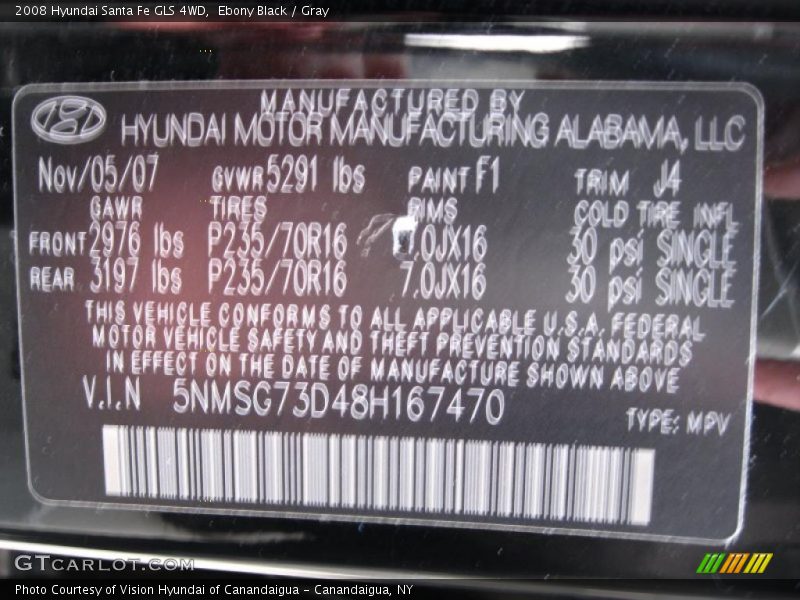 2008 Hyundai Santa Fe GLS 4WD,  Ebony Black / Gray
MANUFACTURED BY
HYUNDAI MOTOR MANUFACTURING ALABAMA, LLC
Nov/05/07 GVWR 5291 lbs PAINT F1 TRIM J4
GAWR TIRES RIMS COLD TIRE INFL
FRONT 2976 lbs P235/70R16 .0JX16 30 psi SINGLE
REAR 3197 lbs P235/70R16 7.0JX16 30 psi SINGLE
THIS VEHICLE CONFORMS TO ALL APPLICABLE U.S.A. FEDERAL
MOTOR VEHICLE SAFETY AND THEFT PREVENTION STANDARDS
IN EFFECT ON THE DATE OF MANUFACTURE SHOWN ABOVE
V.I.N 5NMSG73D48H167470
TYPE: MPV
GTCARLOT.COM
Photo Courtesy of Vision Hyundai of Canandaigua - Canandaigua, NY